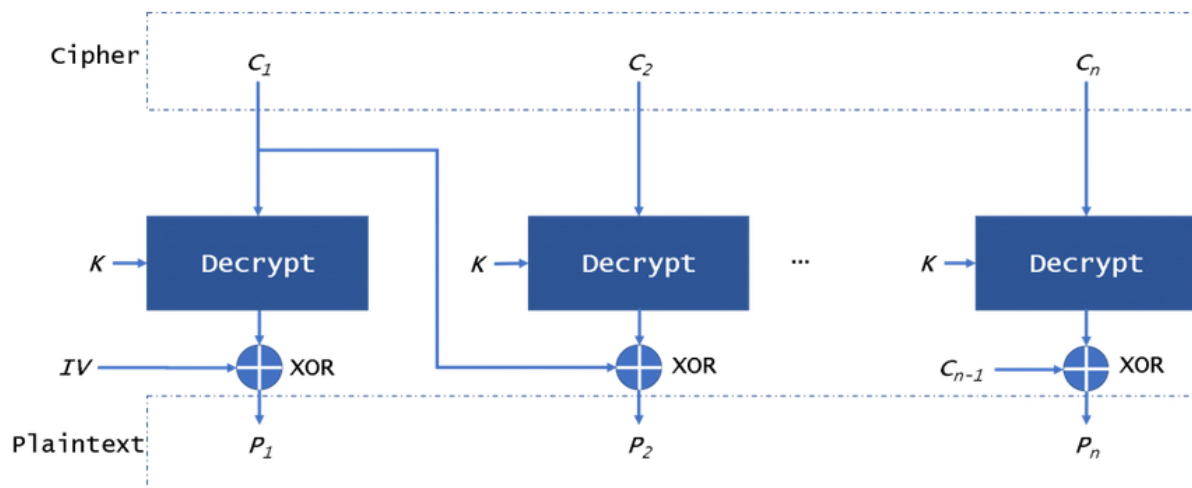 Cipher C₁ C₂ Cₙ
K Decrypt K Decrypt ... K Decrypt
IV XOR XOR Cₙ₋₁ XOR
Plaintext P₁ P₂ Pₙ